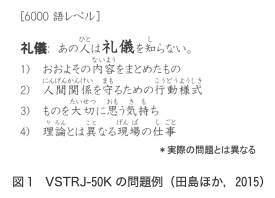 ［6000 語レベル］
礼儀: あの人は礼儀を知らない。
1) おおよその内容をまとめたもの
2) 人間関係を守るための行動様式
3) ものを大切に思う気持ち
4) 理論とは異なる現場の仕事
＊実際の問題とは異なる
図 1 VSTRJ-50K の問題例（田島ほか，2015）